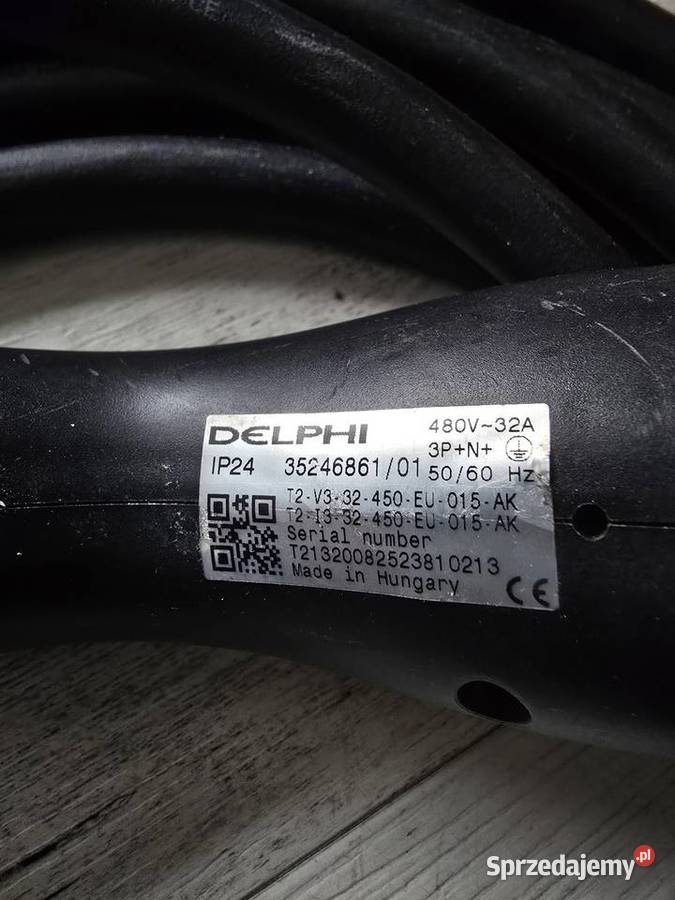 DELPHI
480V~32A
3P+N+
IP24 35246861/01 50/60 Hz
T2-V3-32-450-EU-015-AK
T2-I3-32-450-EU-015-AK
Serial number
T21320082523810213
Made in Hungary
CE
Sprzedajemy.pl